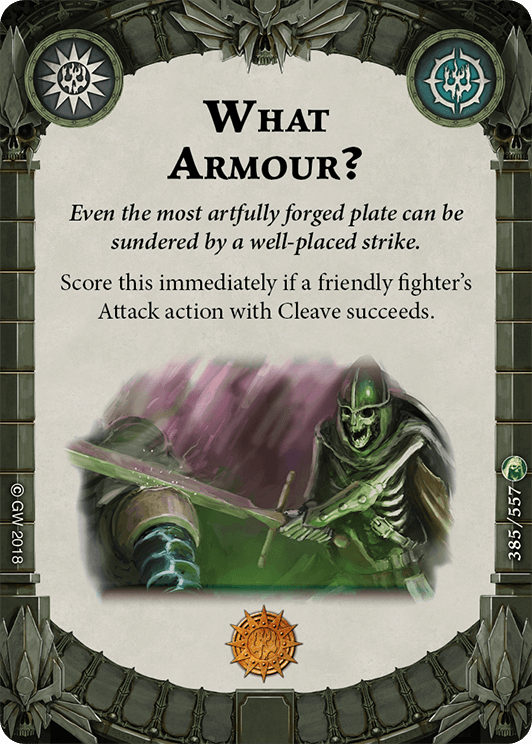 What
Armour?
Even the most artfully forged plate can be
sundered by a well-placed strike.
Score this immediately if a friendly fighter's
Attack action with Cleave succeeds.
© GW 2018
385/557